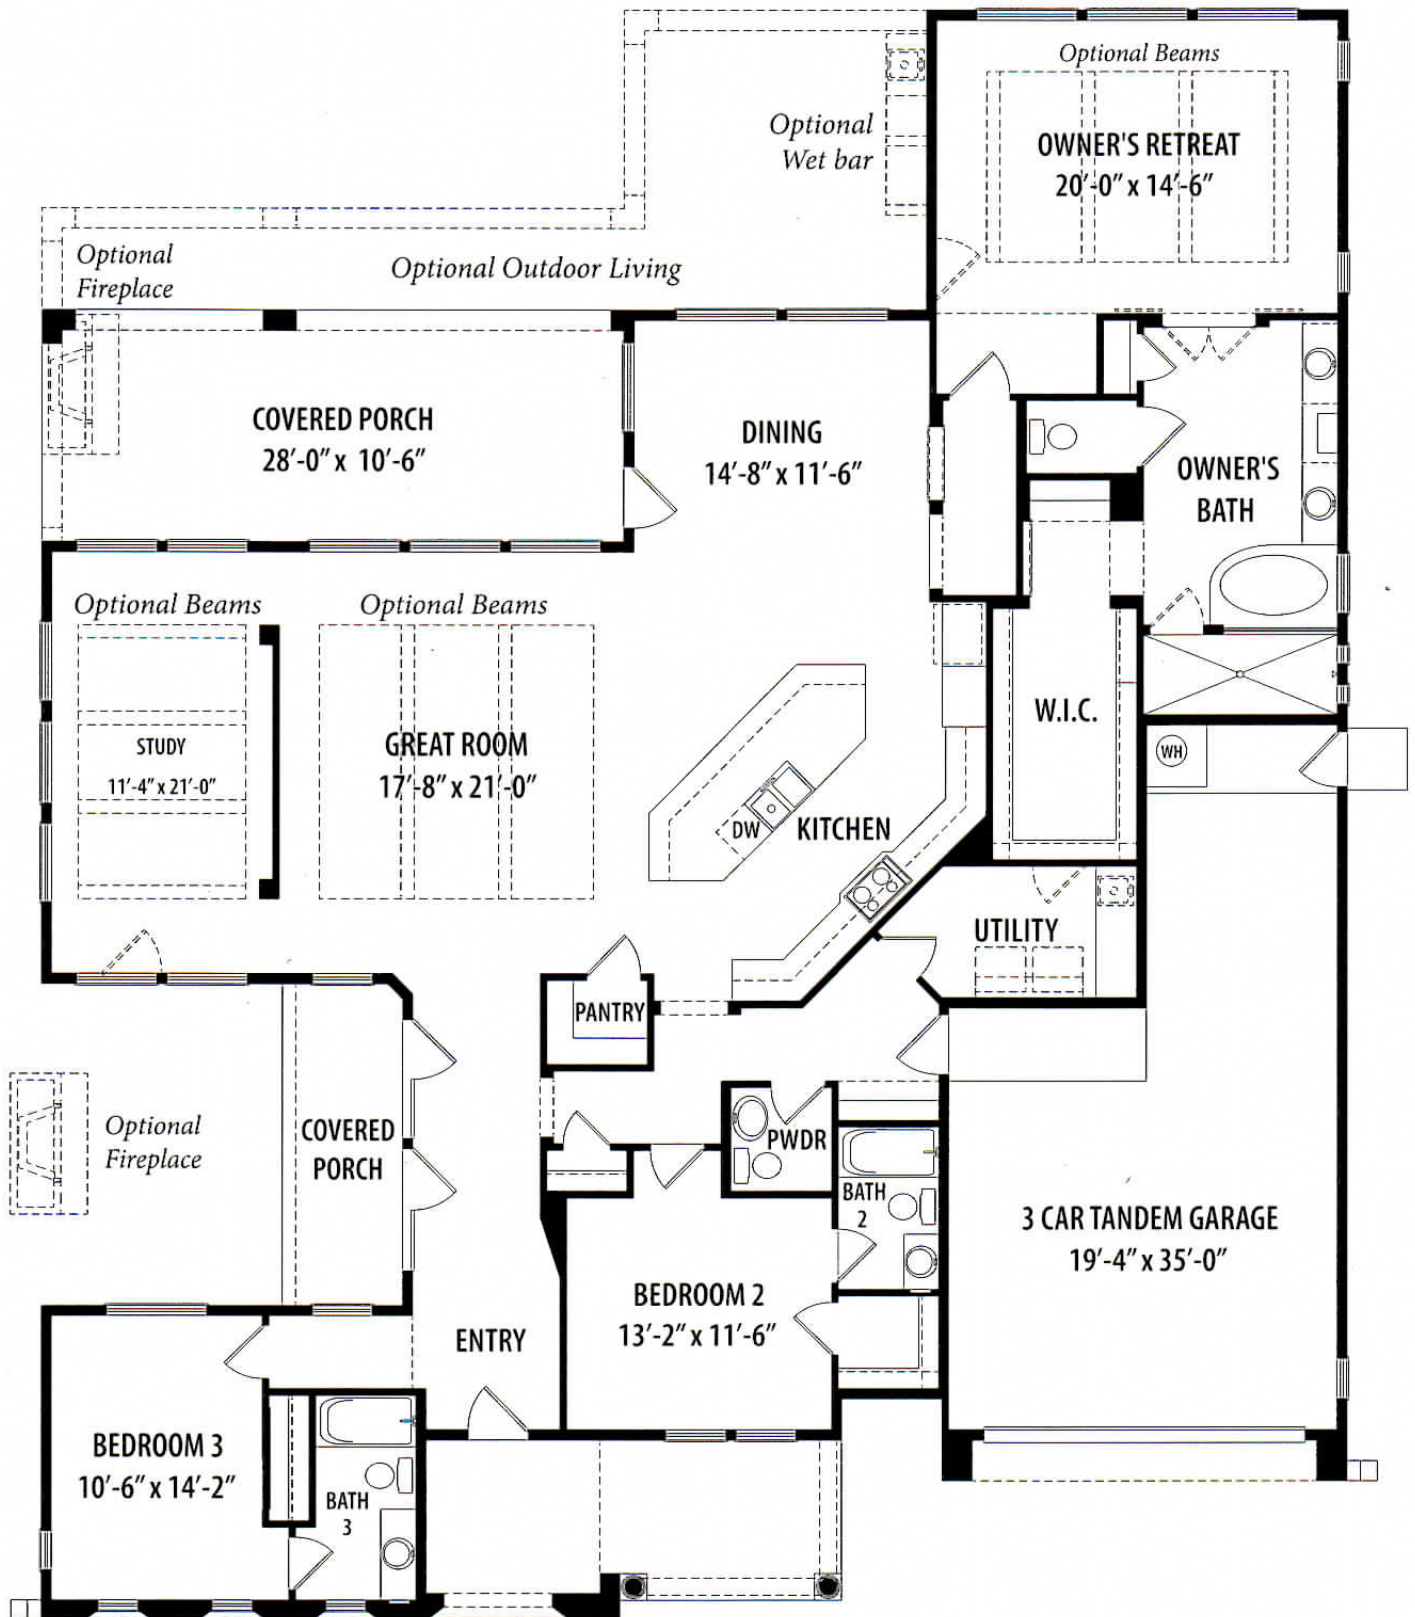 Optional Beams
OWNER'S RETREAT
20'-0" x 14'-6"
Optional
Wet bar
Optional
Fireplace
Optional Outdoor Living
COVERED PORCH
28'-0" x 10'-6"
DINING
14'-8" x 11'-6"
OWNER'S
BATH
Optional Beams
Optional Beams
STUDY
11'-4" x 21'-0"
GREAT ROOM
17'-8" x 21'-0"
W.I.C.
WH
DW
KITCHEN
UTILITY
PANTRY
Optional
Fireplace
COVERED
PORCH
PWDR
BATH
2
3 CAR TANDEM GARAGE
19'-4" x 35'-0"
BEDROOM 2
13'-2" x 11'-6"
ENTRY
BEDROOM 3
10'-6" x 14'-2"
BATH
3